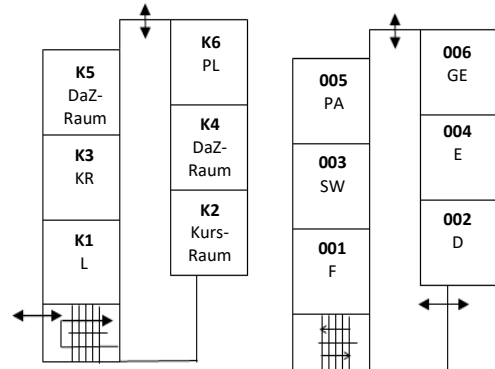 K5
DaZ-
Raum
K3
KR
K1
L
K6
PL
K4
DaZ-
Raum
K2
Kurs-
Raum
005
PA
003
SW
001
F
006
GE
004
E
002
D